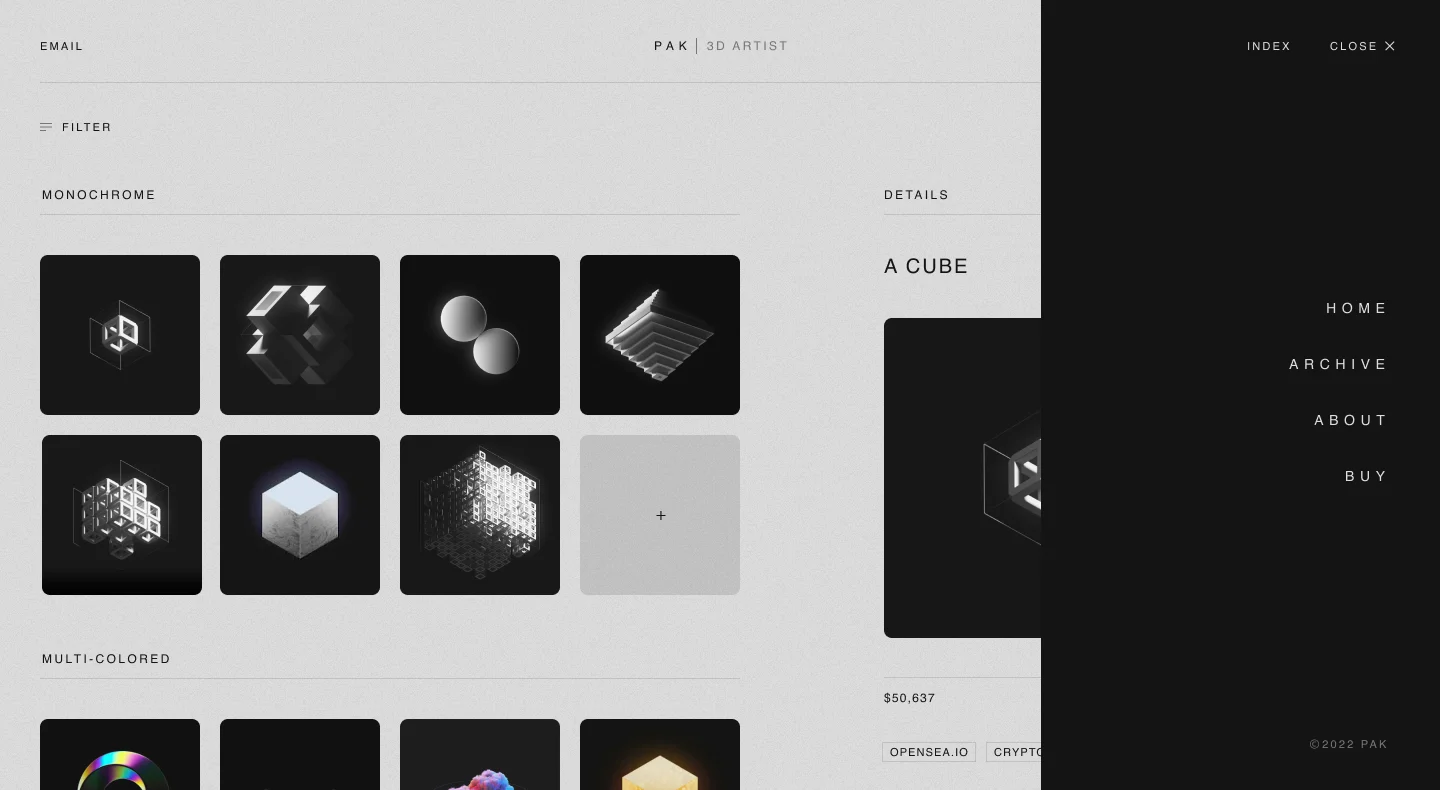 EMAIL
PAK | 3D ARTIST
INDEX
CLOSE
FILTER
MONOCHROME
DETAILS
A CUBE
HOME
ARCHIVE
ABOUT
BUY
+
MULTI-COLORED
$50,637
OPENSEA.IO
CRYPTO
©2022 PAK